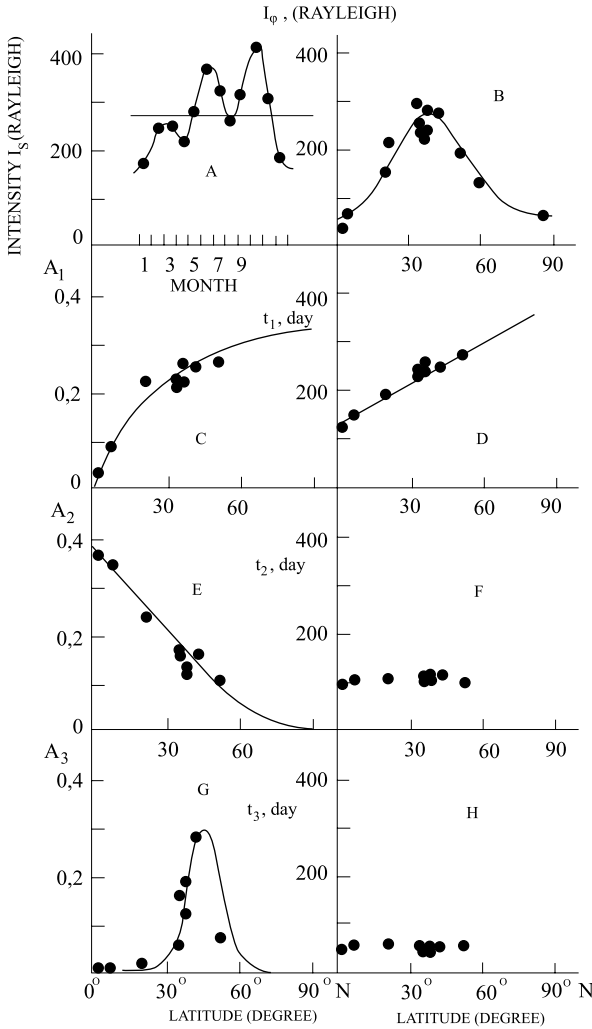 I_φ , (RAYLEIGH)
INTENSITY I_S(RAYLEIGH)
400
200
0
A
1 3 5 7 9
MONTH
400
200
B
30 60 90
A_1
0,4
0,2
0
t_1, day
C
30 60
400
200
D
30 60 90
A_2
0,4
0,2
0
t_2, day
E
30 60
400
200
F
30 60 90
A_3
0,4
0,2
G
t_3, day
0° 30° 60° 90° N
LATITUDE (DEGREE)
400
200
H
30° 60° 90° N
LATITUDE (DEGREE)